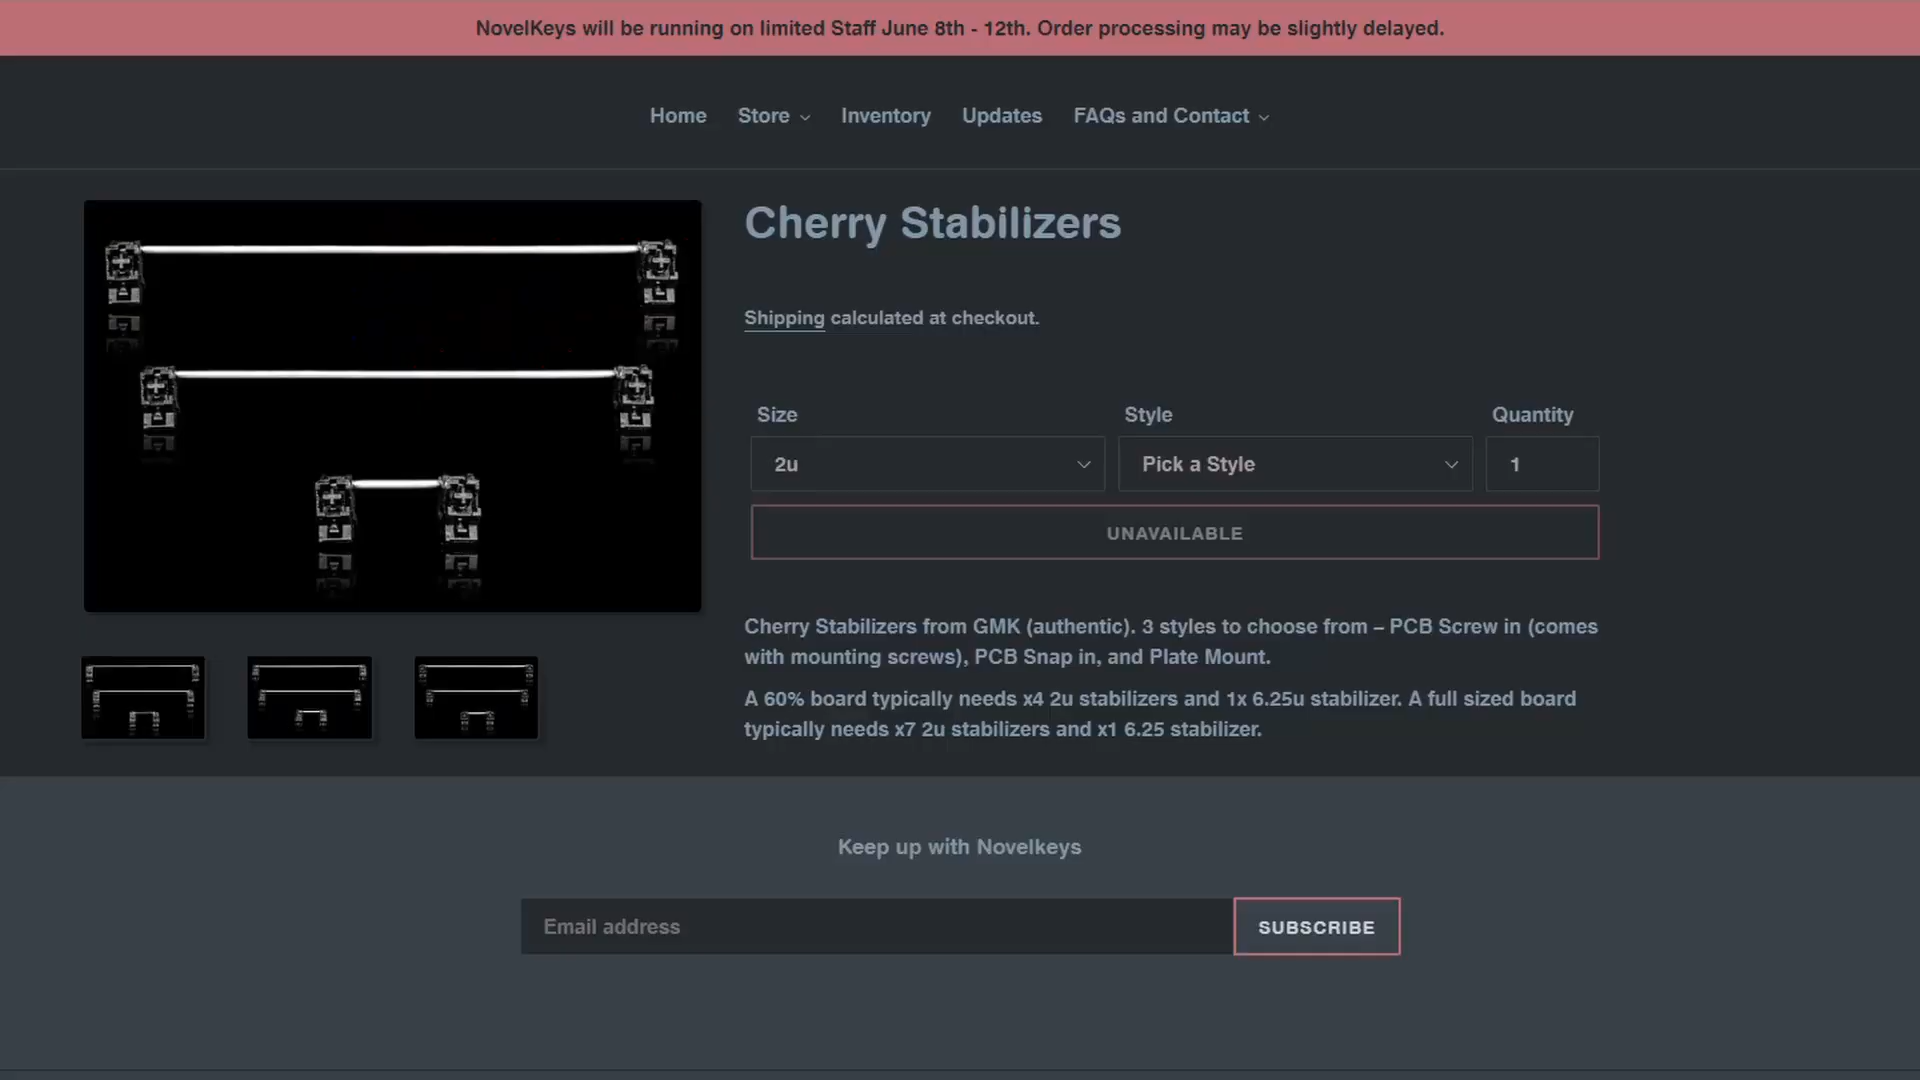 NovelKeys will be running on limited Staff June 8th - 12th. Order processing may be slightly delayed.
Home Store Inventory Updates FAQs and Contact
Cherry Stabilizers
Shipping calculated at checkout.
Size Style Quantity
2u Pick a Style 1
UNAVAILABLE
Cherry Stabilizers from GMK (authentic). 3 styles to choose from – PCB Screw in (comes
with mounting screws), PCB Snap in, and Plate Mount.
A 60% board typically needs x4 2u stabilizers and 1x 6.25u stabilizer. A full sized board
typically needs x7 2u stabilizers and x1 6.25 stabilizer.
Keep up with Novelkeys
Email address SUBSCRIBE